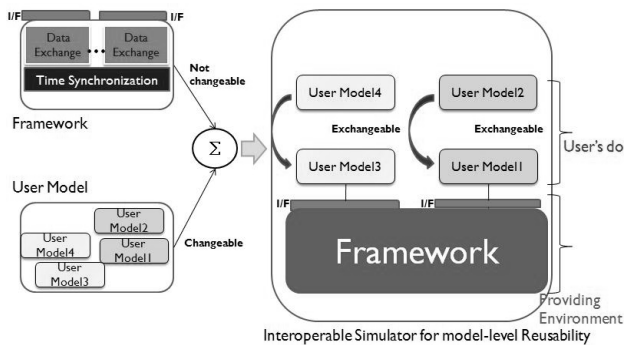 I/F
I/F
Data
Exchange
...
Data
Exchange
Time Synchronization
Framework
Not
changeable
Σ
User Model
User
Model2
User
Model4
User
Model1
User
Model3
Changeable
User Model4
User Model2
Exchangeable
Exchangeable
User Model3
User Model1
User's do
I/F
I/F
Framework
Providing
Environment
Interoperable Simulator for model-level Reusability